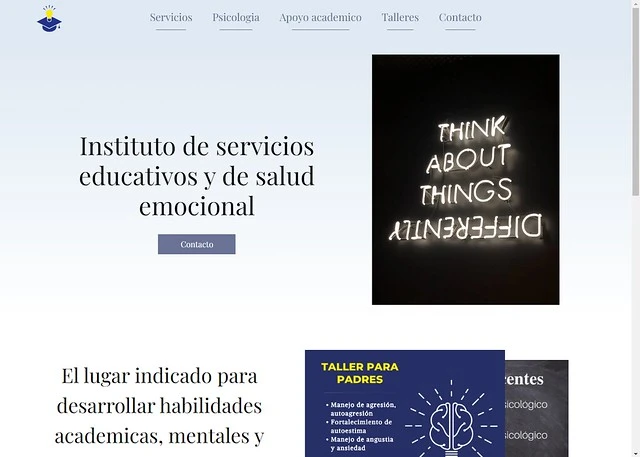 Servicios
Psicologia
Apoyo academico
Talleres
Contacto
Instituto de servicios
educativos y de salud
emocional
Contacto
THINK
ABOUT
THINGS
DIFFERENTLY
El lugar indicado para
desarrollar habilidades
academicas, mentales y
TALLER PARA
PADRES
• Manejo de agresión,
autoagresión
• Fortalecimiento de
autoestima
• Manejo de angustia
y ansiedad
centes
sicológico
sicológico